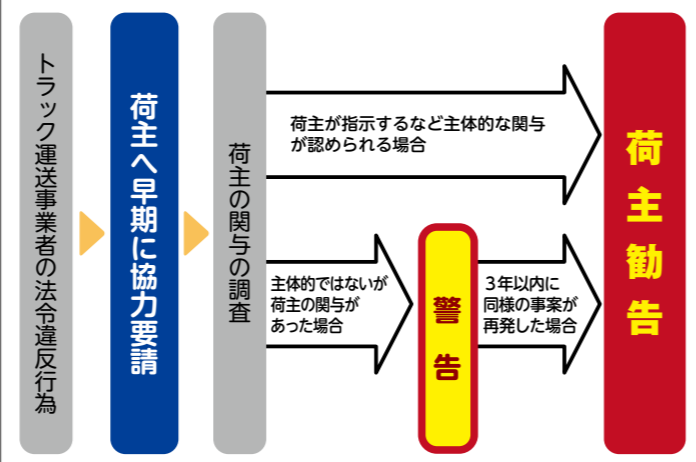 トラック運送事業者の法令違反行為
荷主へ早期に協力要請
荷主の関与の調査
荷主が指示するなど主体的な関与
が認められる場合
主体的ではないが
荷主の関与が
あった場合
警告
３年以内に
同様の事案が
再発した場合
荷主勧告